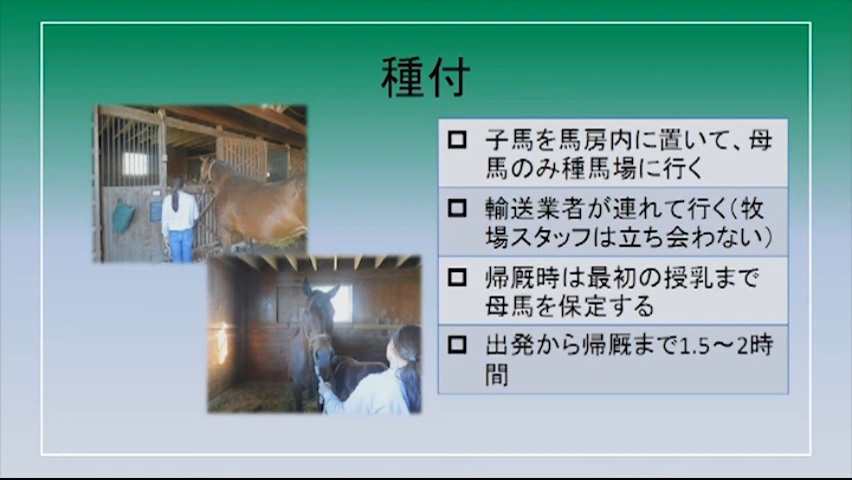 種付
子馬を馬房内に置いて、母
馬のみ種馬場に行く
輸送業者が連れて行く(牧
場スタッフは立ち会わない)
帰厩時は最初の授乳まで
母馬を保定する
出発から帰厩まで1.5～2時
間